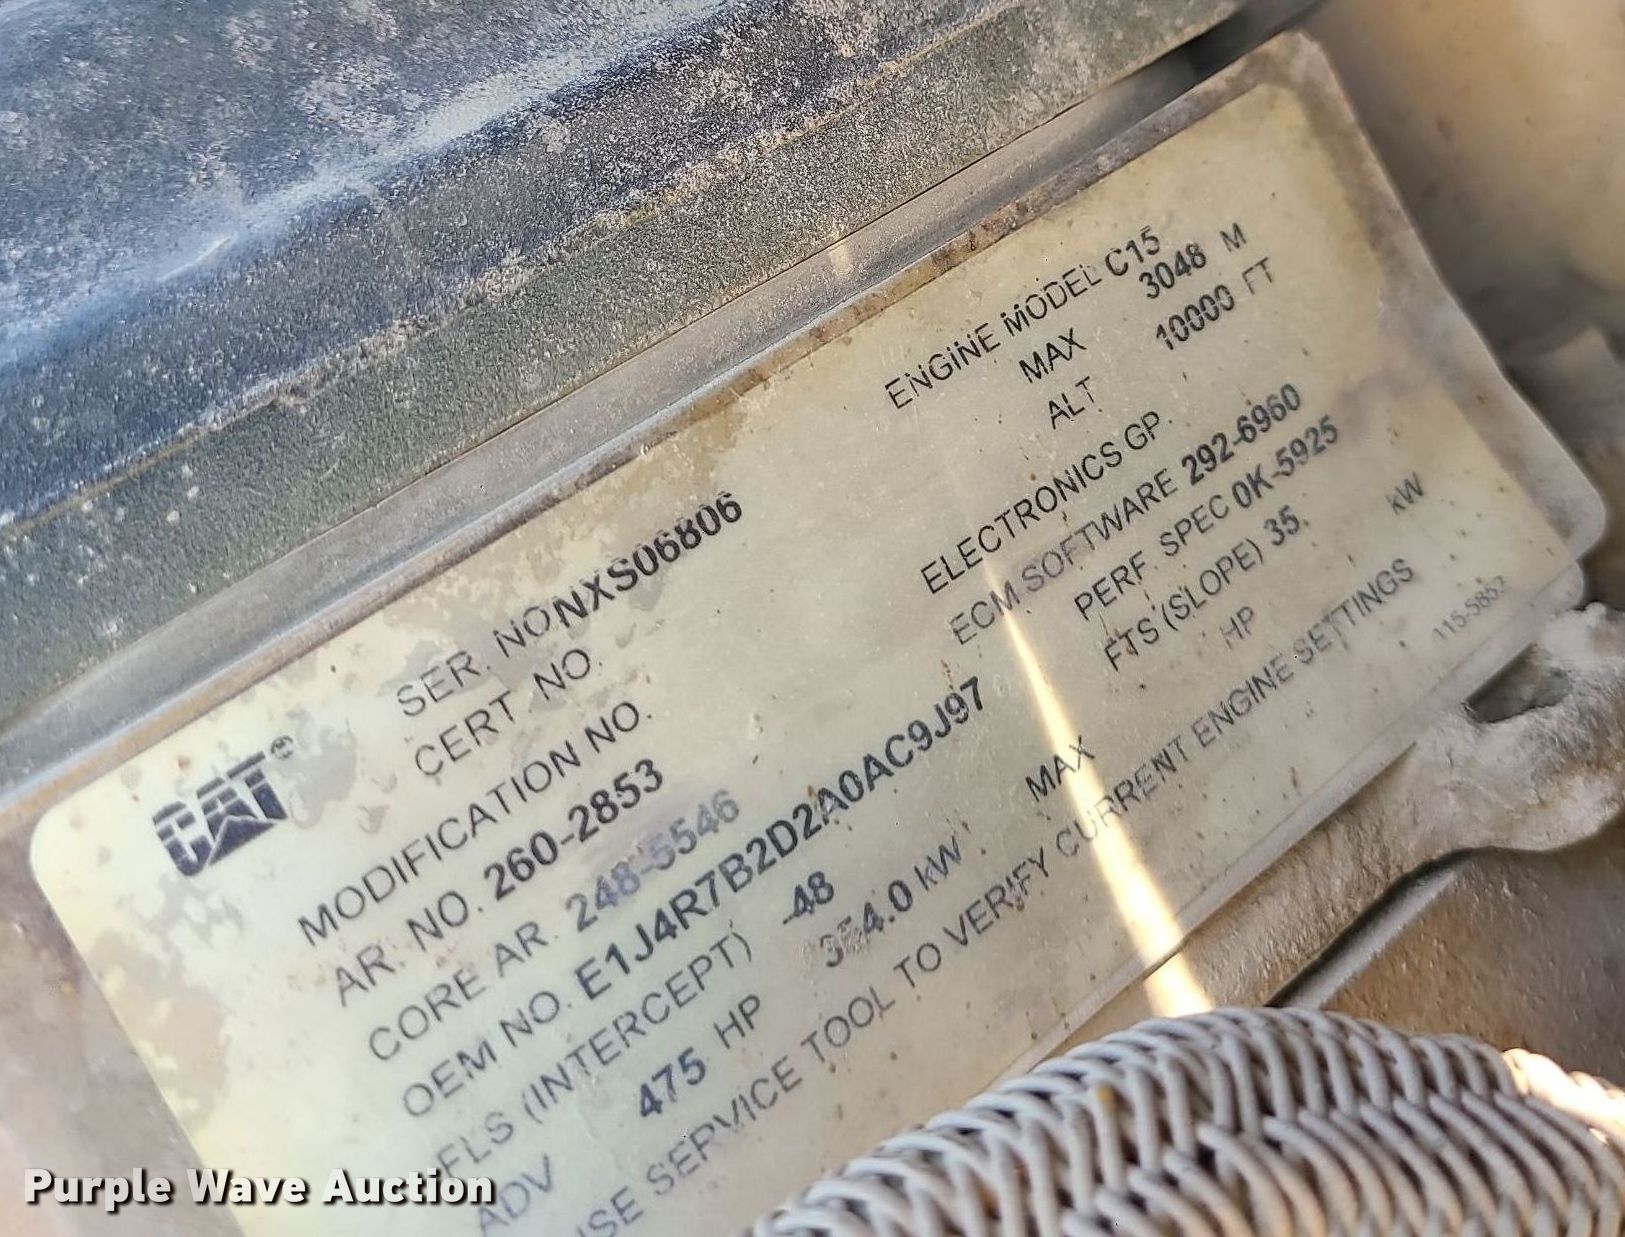 CAT®
SER. NO NXS06806
ENGINE MODEL C15
CERT. NO.
MAX 3048 M
MODIFICATION NO.
ALT 10000 FT
AR. NO. 260-2853
ELECTRONICS GP.
CORE AR. 248-5546
ECM SOFTWARE 292-6960
OEM NO. E1J4R7B2D2A0AC9J97
PERF. SPEC 0K-5925
FLS (INTERCEPT) -48
FTS (SLOPE) 35.
ADV 475 HP 354.0 kW
MAX HP kW
SERVICE TOOL TO VERIFY CURRENT ENGINE SETTINGS
Purple Wave Auction